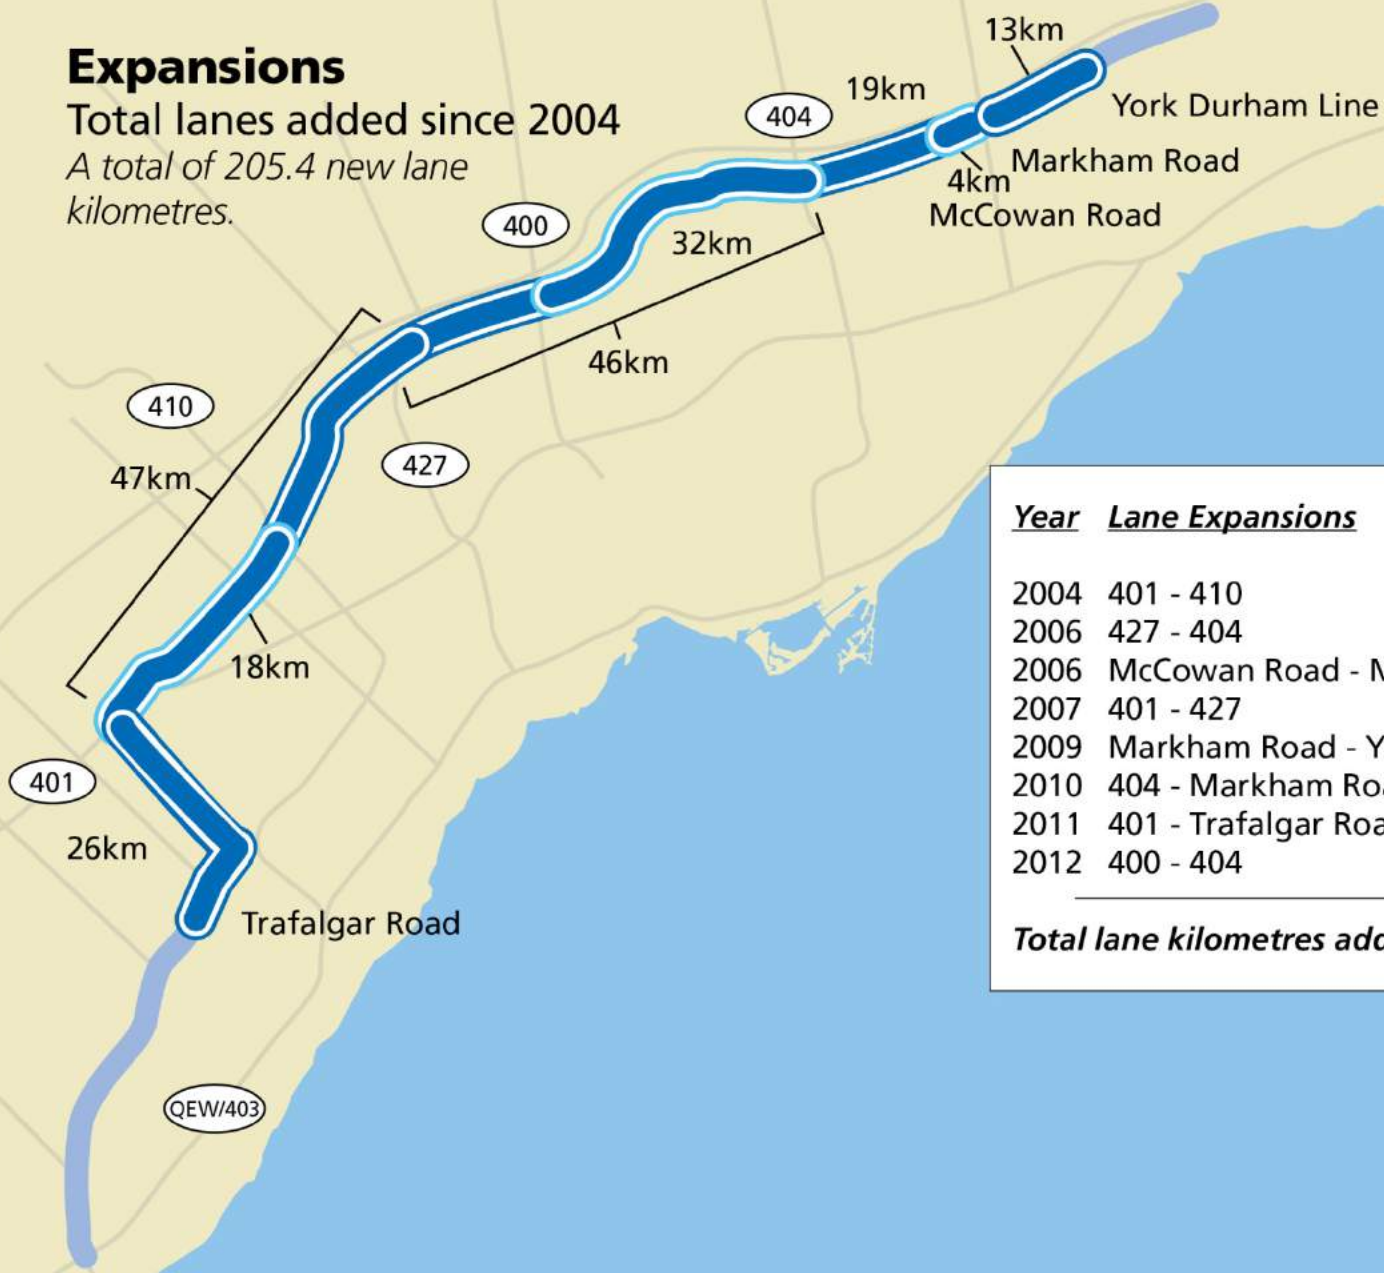 Expansions
Total lanes added since 2004
A total of 205.4 new lane
kilometres.
13km
19km
404
York Durham Line
Markham Road
4km
McCowan Road
400
32km
46km
410
427
47km
18km
401
26km
Trafalgar Road
QEW/403
Year Lane Expansions
2004 401 - 410
2006 427 - 404
2006 McCowan Road -
2007 401 - 427
2009 Markham Road -
2010 404 - Markham
2011 401 - Trafalgar
2012 400 - 404
Total lane kilometres